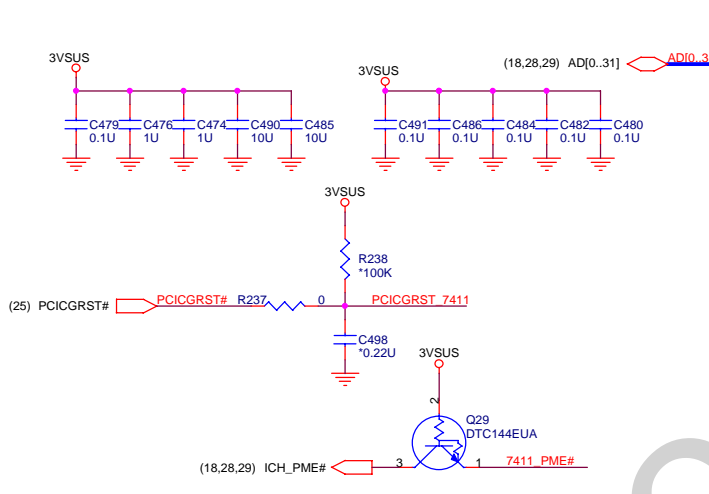 3VSUS
3VSUS
(18,28,29) AD[0..31]
AD[0..3
C479
0.1U
C476
1U
C474
1U
C490
10U
C485
10U
C491
0.1U
C486
0.1U
C484
0.1U
C482
0.1U
C480
0.1U
3VSUS
R238
*100K
(25) PCICGRST#
PCICGRST#
R237
0
PCICGRST_7411
C498
*0.22U
3VSUS
2
Q29
DTC144EUA
(18,28,29) ICH_PME#
3
1
7411_PME#